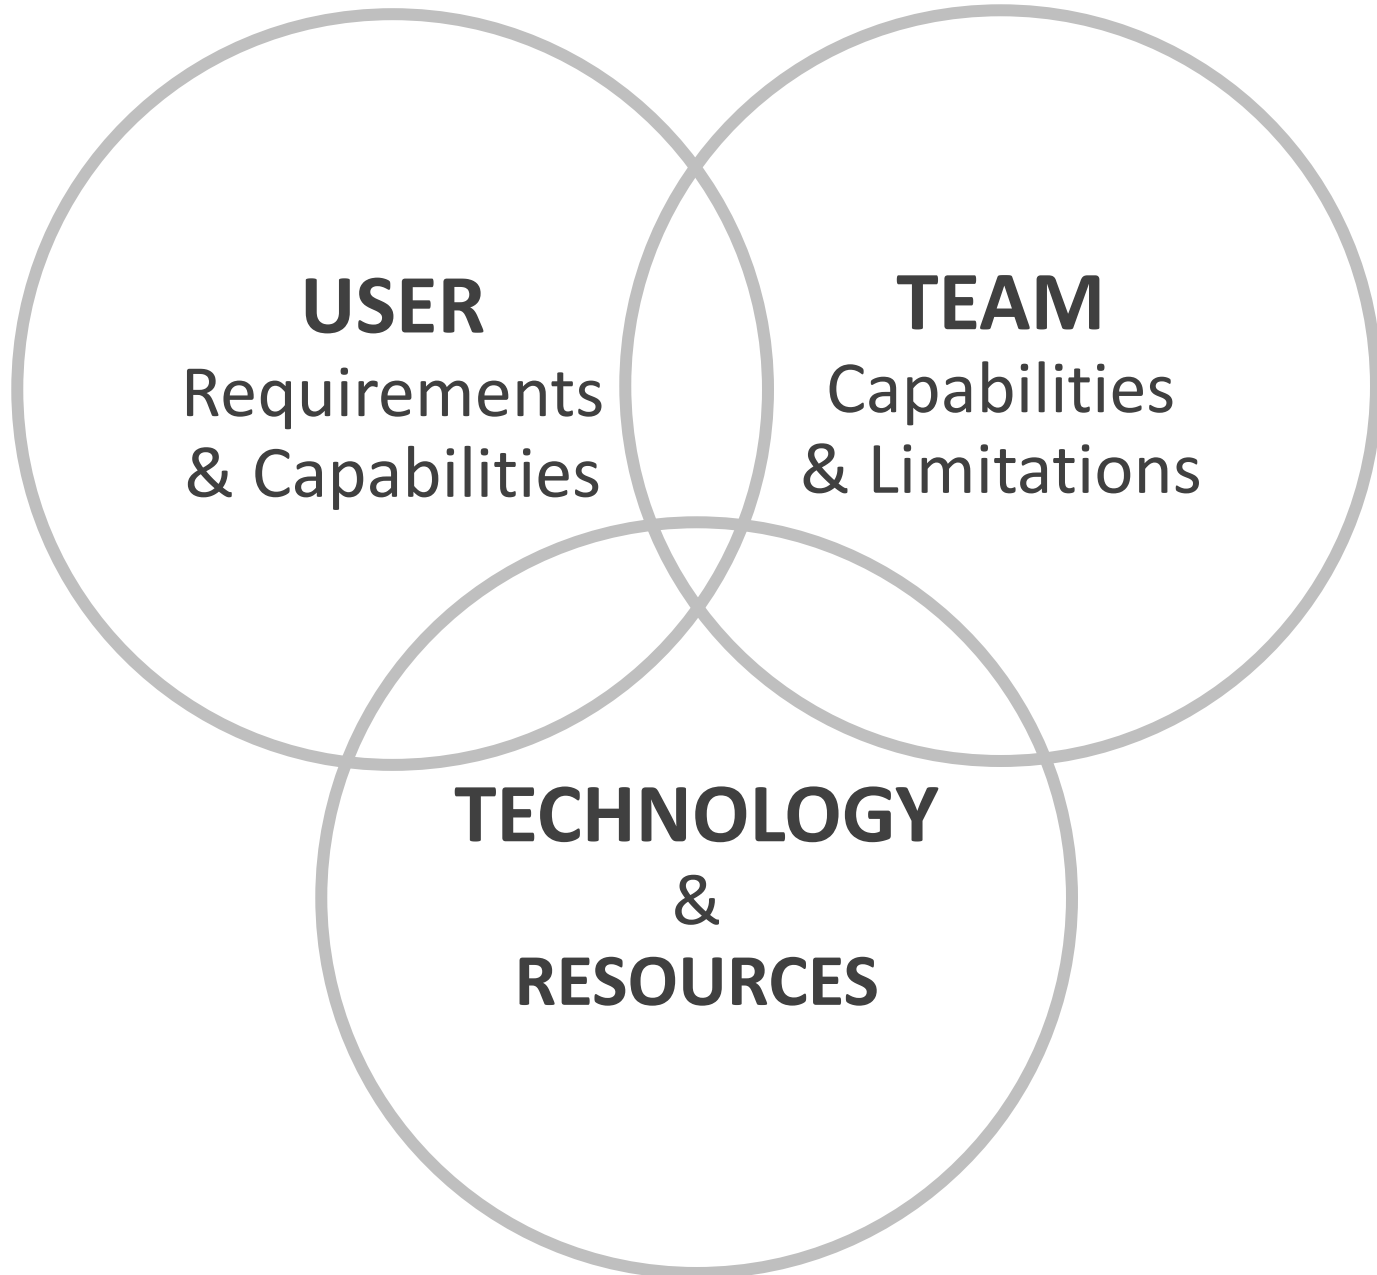 USER
Requirements
& Capabilities
TEAM
Capabilities
& Limitations
TECHNOLOGY
&
RESOURCES